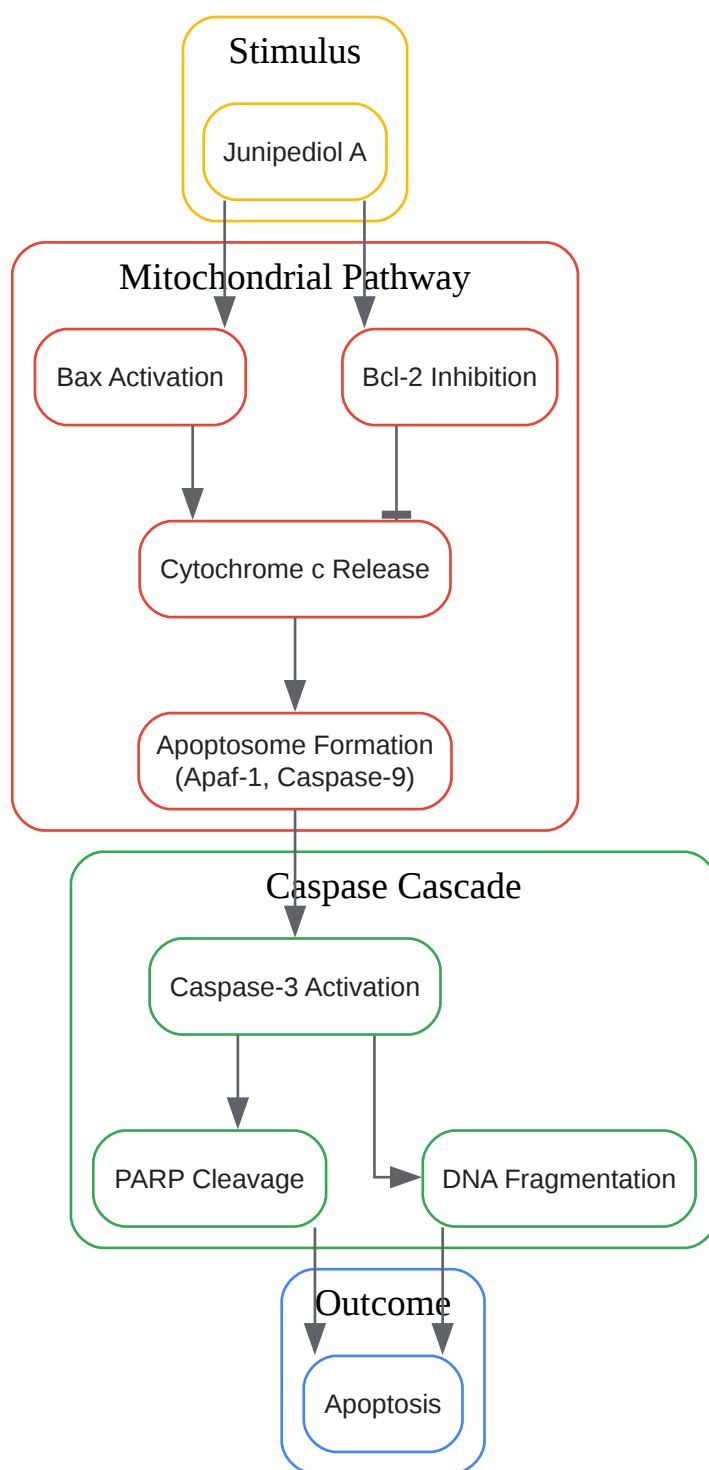 Stimulus
Junipediol A
Mitochondrial Pathway
Bax Activation
Bcl-2 Inhibition
Cytochrome c Release
Apoptosome Formation
(Apaf-1, Caspase-9)
Caspase Cascade
Caspase-3 Activation
PARP Cleavage
DNA Fragmentation
Outcome
Apoptosis